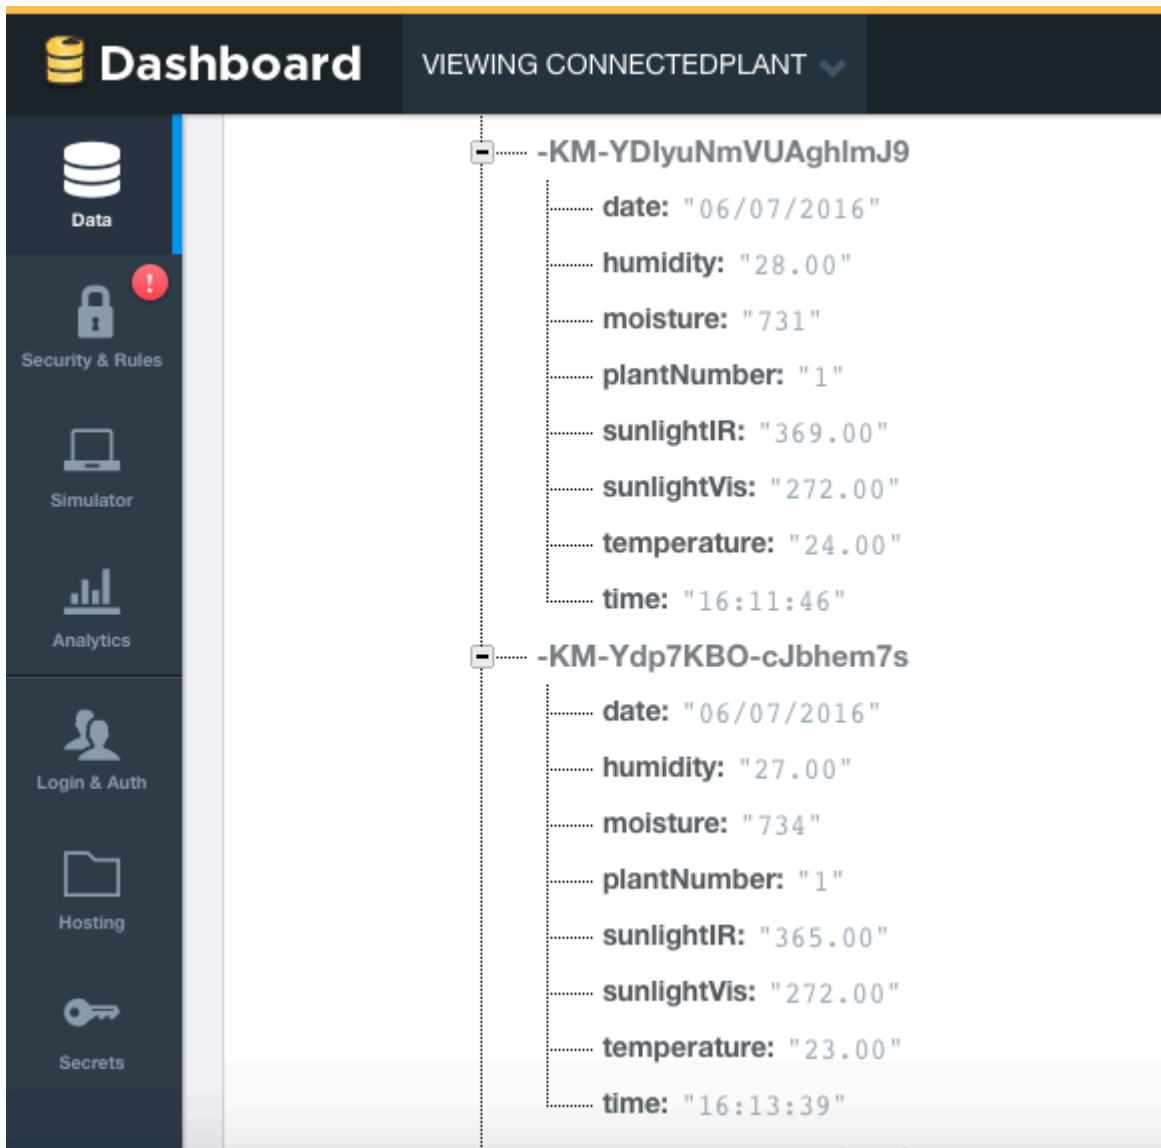 Dashboard
VIEWING CONNECTEDPLANT
Data
!
Security & Rules
Simulator
Analytics
Login & Auth
Hosting
Secrets
-KM-YDlyuNmVUAghlmJ9
date: "06/07/2016"
humidity: "28.00"
moisture: "731"
plantNumber: "1"
sunlightIR: "369.00"
sunlightVis: "272.00"
temperature: "24.00"
time: "16:11:46"
-KM-Ydp7KBO-cJbhem7s
date: "06/07/2016"
humidity: "27.00"
moisture: "734"
plantNumber: "1"
sunlightIR: "365.00"
sunlightVis: "272.00"
temperature: "23.00"
time: "16:13:39"